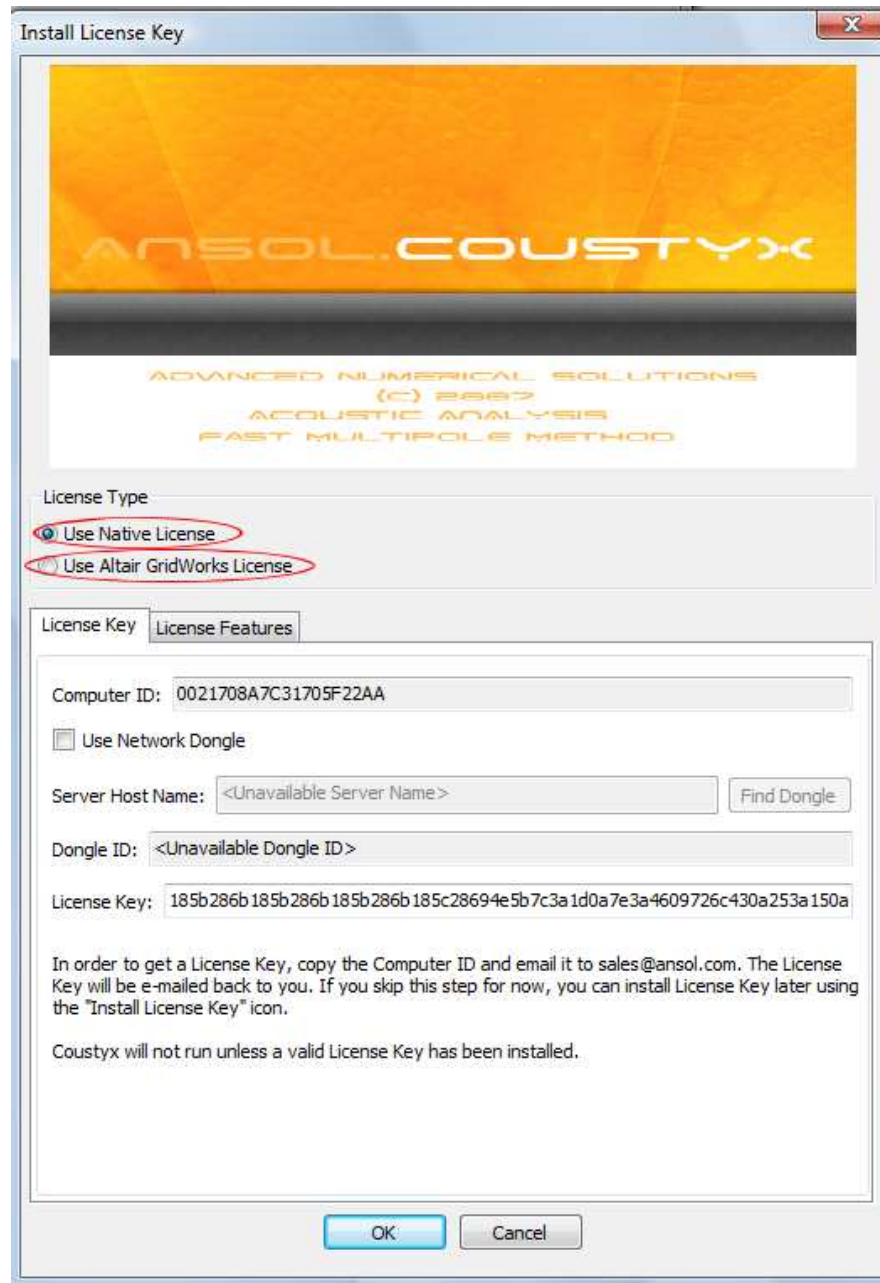 Install License Key
ANSOL.COUSTYX
ADVANCED NUMERICAL SOLUTIONS
(C) 2007
ACOUSTIC ANALYSIS
FAST MULTIPOLE METHOD
License Type
Use Native License
Use Altair GridWorks License
License Key License Features
Computer ID: 0021708A7C31705F22AA
Use Network Dongle
Server Host Name: <Unavailable Server Name> Find Dongle
Dongle ID: <Unavailable Dongle ID>
License Key: 185b286b185b286b185b286b185c28694e5b7c3a1d0a7e3a4609726c430a253a150a
In order to get a License Key, copy the Computer ID and email it to sales@ansol.com. The License
Key will be e-mailed back to you. If you skip this step for now, you can install License Key later using
the "Install License Key" icon.
Coustyx will not run unless a valid License Key has been installed.
OK Cancel